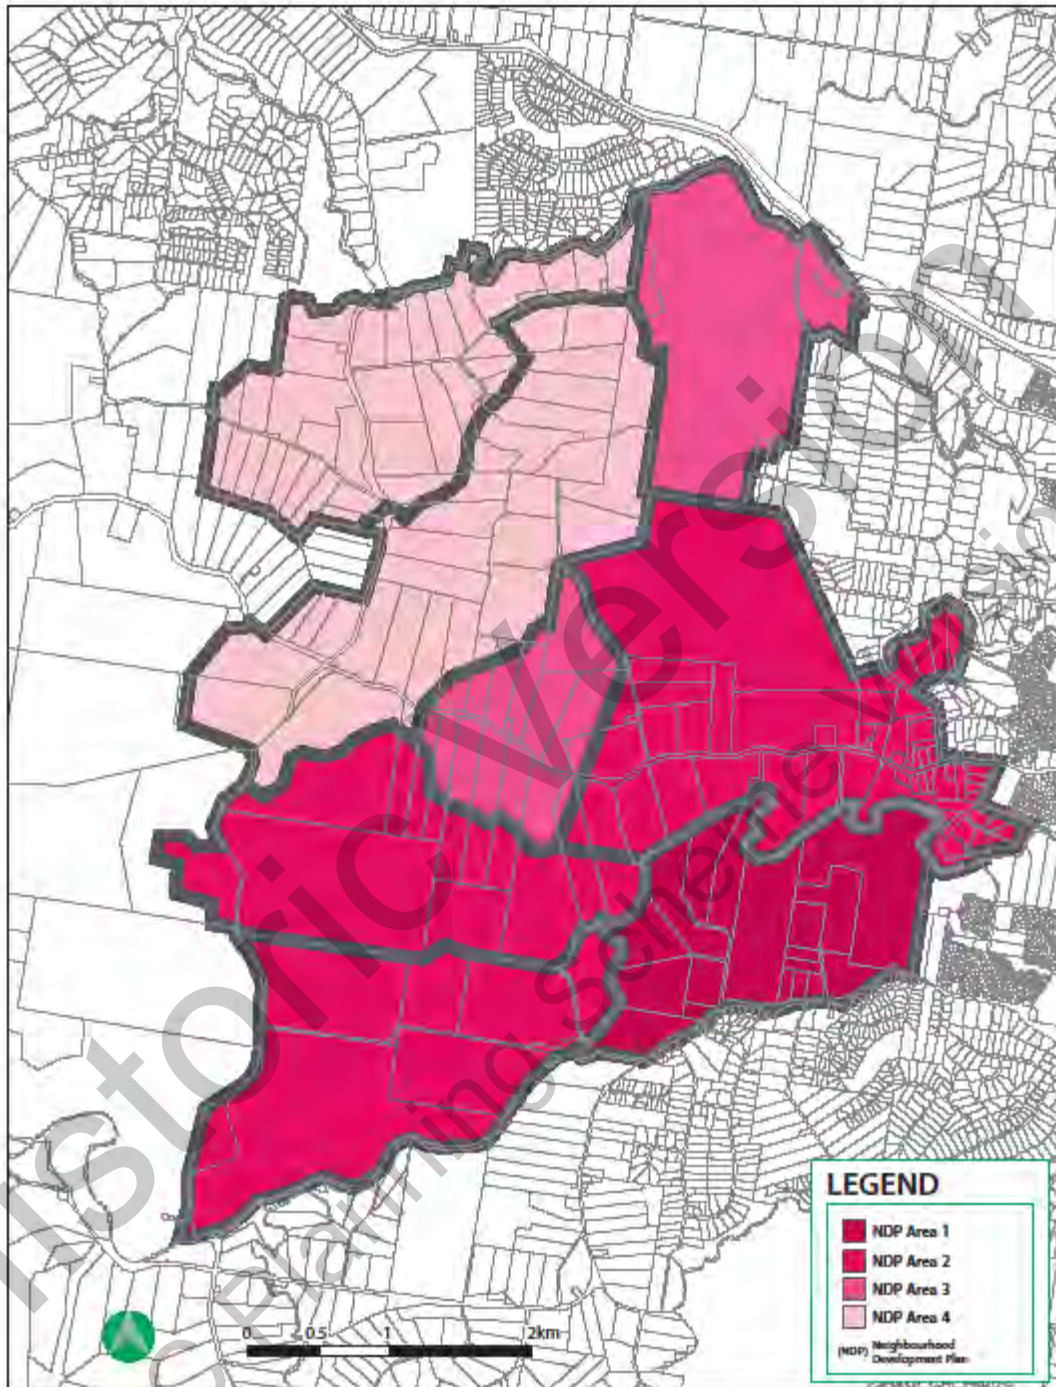 Historic Version
Planning Scheme Version
LEGEND
NDP Area 1
NDP Area 2
NDP Area 3
NDP Area 4
(NDP) Neighbourhood
Development Plan
0 0.5 1 2km